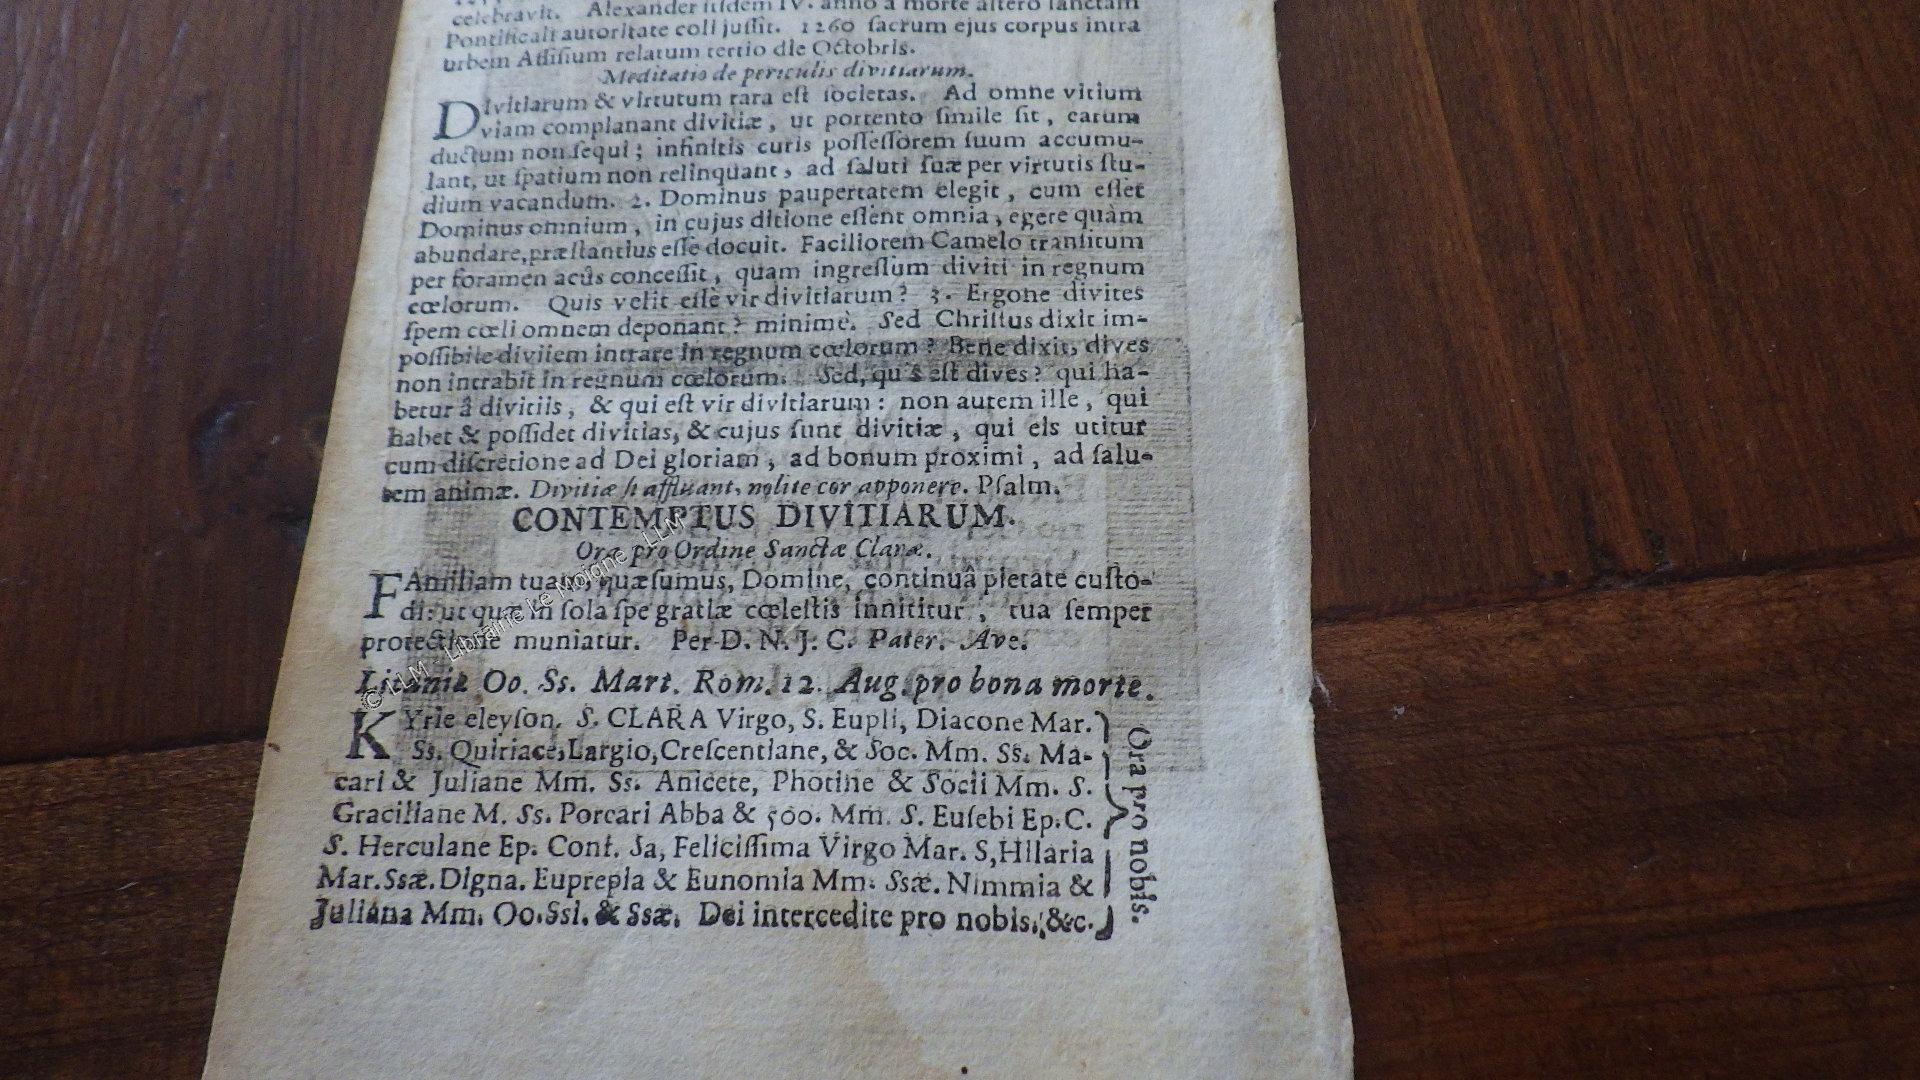 celebravit. Alexander itidem IV. anno à morte altero sanctam
Pontificali autoritate coli jussit. 1260 sacrum ejus corpus intra
urbem Assisium relatum tertio die Octobris.
Meditatio de periculis divitiarum.
DIvitiarum & virtutum rara est societas. Ad omne vitium
viam complanant divitiæ, ut portento simile sit, earum
ductum non sequi; infinitis curis possessorem suum accumu-
lant, ut spatium non relinquant, ad saluti suæ per virtutis stu-
dium vacandum. 2. Dominus paupertatem elegit, cum esset
Dominus omnium, in cujus ditione essent omnia, egere quàm
abundare, præstantius esse docuit. Faciliorem Camelo transitum
per foramen acûs concessit, quam ingressum diviti in regnum
cœlorum. Quis velit esse vir divitiarum? 3. Ergone divites
spem cœli omnem deponant? minimè. Sed Christus dixit im-
possibile divitem intrare in regnum cœlorum? Bene dixit, dives
non intrabit in regnum cœlorum. Sed, quis est dives? qui ha-
betur â divitiis, & qui est vir divitiarum: non autem ille, qui
habet & possidet divitias, & cujus sunt divitiæ, qui eis utitur
cum discretione ad Dei gloriam, ad bonum proximi, ad salu-
tem animæ. Divitiæ si affluant, nolite cor apponere. Psalm.
CONTEMPTUS DIVITIARUM.
Ora pro Ordine Sanctæ Claræ.
FAmiliam tuam, quæsumus, Domine, continuâ pietate custo-
di: ut quæ in sola spe gratiæ cœlestis innititur, tua semper
protectione muniatur. Per D. N. J. C. Pater. Ave.
Litaniæ Oo. Ss. Mart. Rom. 12. Aug. pro bona morte.
KYrie eleyson. S. CLARA Virgo, S. Eupli, Diacone Mar.
Ss. Quiriace, Largio, Crescentiane, & Soc. Mm. Ss. Ma-
cari & Juliane Mm. Ss. Anicete, Photine & Socii Mm. S.
Graciliane M. Ss. Porcari Abba & 500. Mm. S. Eusebi Ep. C.
S. Herculane Ep. Conf. Sa, Felicissima Virgo Mar. S, Hilaria
Mar. Ssæ. Digna. Euprepia & Eunomia Mm. Ssæ. Nimmia &
Juliana Mm. Oo. Ssi. & Ssæ. Dei intercedite pro nobis, &c.
Ora pro nobis.
© LLM - Librairie Le Moione - LLM